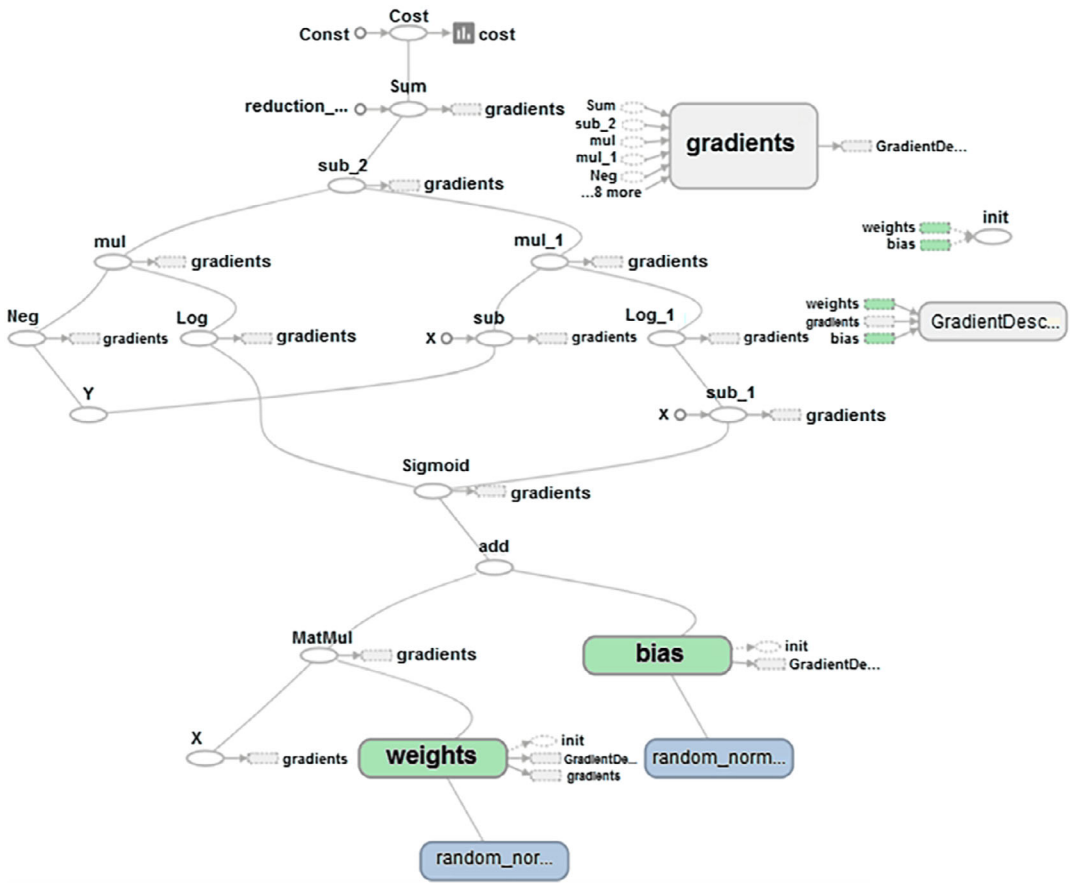 Cost
Const
cost
Sum
reduction_...
gradients
Sum
sub_2
mul
mul_1
Neg
...8 more
gradients
GradientDe...
sub_2
gradients
weights
bias
init
mul
gradients
mul_1
gradients
Neg
gradients
Log
gradients
X
sub
gradients
Log_1
gradients
weights
gradients
bias
GradientDesc...
Y
sub_1
X
gradients
Sigmoid
gradients
add
MatMul
gradients
bias
init
GradientDe...
X
gradients
weights
init
GradientDe...
gradients
random_norm...
random_nor...